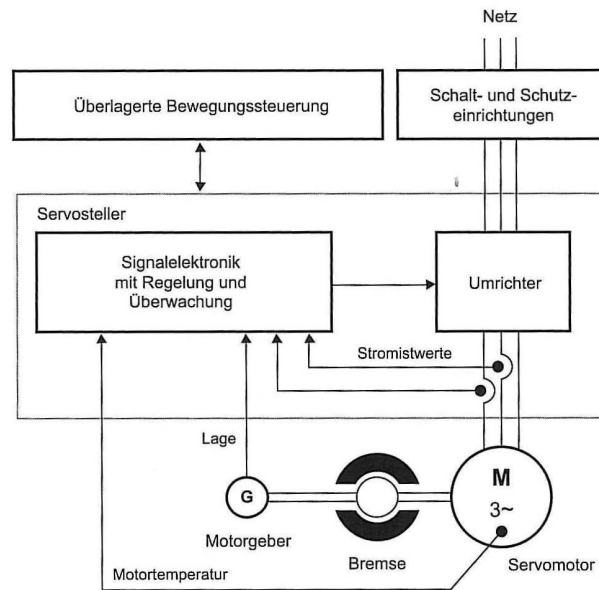 Netz
Überlagerte Bewegungssteuerung
Schalt- und Schutz-
einrichtungen
Servosteller
Signalelektronik
mit Regelung und
Überwachung
Umrichter
Stromistwerte
Lage
G
M
3~
Motorgeber
Bremse
Servomotor
Motortemperatur